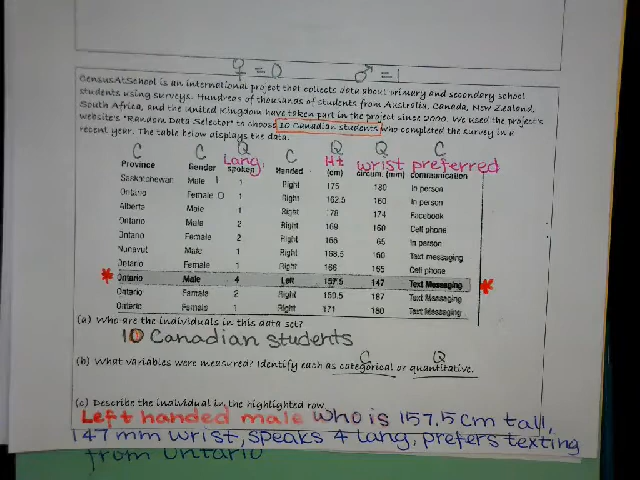 ♀ = 0 ♂ = 1
CensusAtSchool is an international project that collects data about primary and secondary school
students using surveys. Hundreds of thousands of students from Australia, Canada, New Zealand,
South Africa, and the United Kingdom have taken part in the project since 2000. We used the project's
website's "Random Data Selector" to choose 10 Canadian students who completed the survey in a
recent year. The table below displays the data.
C C Q C Q Q C
Province Gender Lang. spoken Handed Ht (cm) wrist circum. (mm) preferred communication
Saskatchewan Male 1 1 Right 175 180 In person
Ontario Female 0 1 Right 162.5 160 In person
Alberta Male 1 Right 178 174 Facebook
Ontario Male 2 Right 169 160 Cell phone
Ontario Female 2 Right 166 65 In person
Nunavut Male 1 Right 168.5 160 Text messaging
Ontario Female 1 Right 166 165 Cell phone
* Ontario Male 4 Left 157.5 147 Text Messaging *
Ontario Female 2 Right 150.5 187 Text Messaging
Ontario Female 1 Right 171 180 Text Messaging
(a) Who are the individuals in this data set?
10 Canadian students
C Q
(b) What variables were measured? Identify each as categorical or quantitative.
(c) Describe the individual in the highlighted row
Left handed male who is 157.5 cm tall,
147 mm wrist, speaks 4 lang, prefers texting
from Ontario